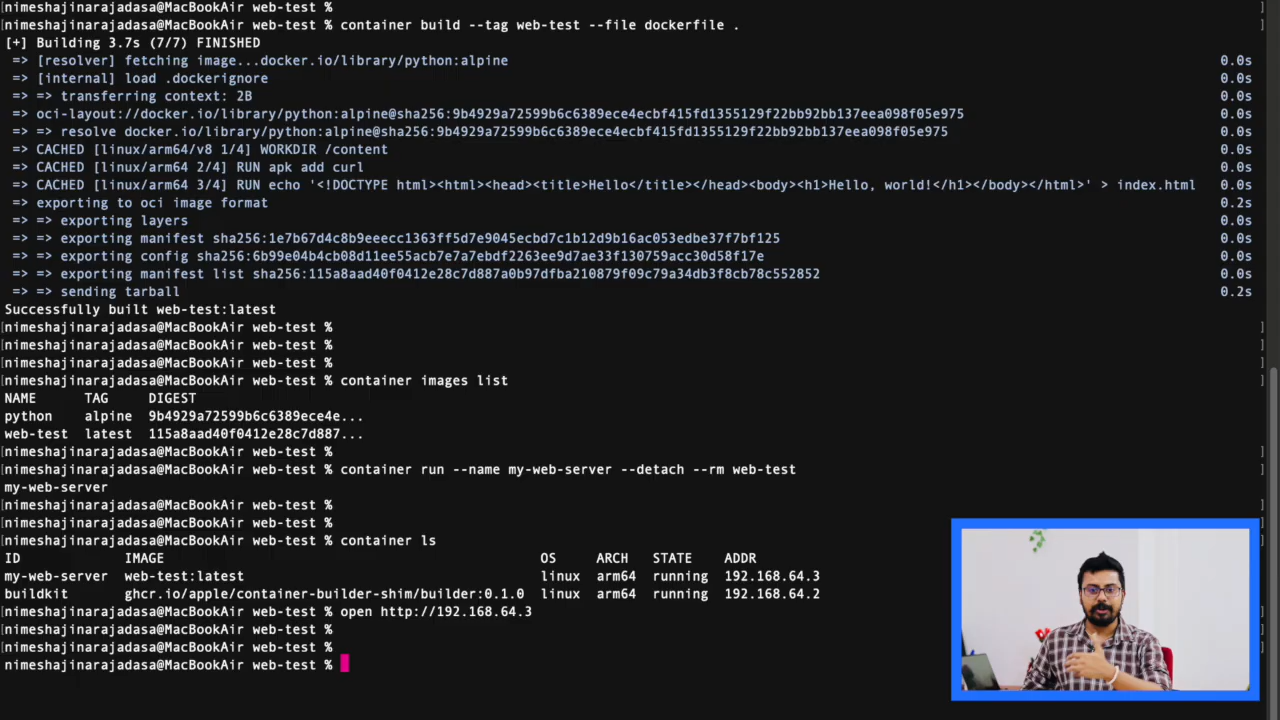 [nimeshajinarajadasa@MacBookAir web-test % ]
[nimeshajinarajadasa@MacBookAir web-test % container build --tag web-test --file dockerfile . ]
[+] Building 3.7s (7/7) FINISHED
=> [resolver] fetching image...docker.io/library/python:alpine 0.0s
=> [internal] load .dockerignore 0.0s
=> => transferring context: 2B 0.0s
=> oci-layout://docker.io/library/python:alpine@sha256:9b4929a72599b6c6389ece4ecbf415fd1355129f22bb92bb137eea098f05e975 0.0s
=> => resolve docker.io/library/python:alpine@sha256:9b4929a72599b6c6389ece4ecbf415fd1355129f22bb92bb137eea098f05e975 0.0s
=> CACHED [linux/arm64/v8 1/4] WORKDIR /content 0.0s
=> CACHED [linux/arm64 2/4] RUN apk add curl 0.0s
=> CACHED [linux/arm64 3/4] RUN echo '<!DOCTYPE html><html><head><title>Hello</title></head><body><h1>Hello, world!</h1></body></html>' > index.html 0.0s
=> exporting to oci image format 0.2s
=> => exporting layers 0.0s
=> => exporting manifest sha256:1e7b67d4c8b9eeecc1363ff5d7e9045ecbd7c1b12d9b16ac053edbe37f7bf125 0.0s
=> => exporting config sha256:6b99e04b4cb08d11ee55acb7e7a7ebdf2263ee9d7ae33f130759acc30d58f17e 0.0s
=> => exporting manifest list sha256:115a8aad40f0412e28c7d887a0b97dfba210879f09c79a34db3f8cb78c552852 0.0s
=> => sending tarball 0.2s
Successfully built web-test:latest
[nimeshajinarajadasa@MacBookAir web-test % ]
[nimeshajinarajadasa@MacBookAir web-test % ]
[nimeshajinarajadasa@MacBookAir web-test % ]
[nimeshajinarajadasa@MacBookAir web-test % container images list ]
NAME TAG DIGEST
python alpine 9b4929a72599b6c6389ece4e...
web-test latest 115a8aad40f0412e28c7d887...
[nimeshajinarajadasa@MacBookAir web-test % ]
[nimeshajinarajadasa@MacBookAir web-test % container run --name my-web-server --detach --rm web-test ]
my-web-server
[nimeshajinarajadasa@MacBookAir web-test % ]
[nimeshajinarajadasa@MacBookAir web-test % ]
[nimeshajinarajadasa@MacBookAir web-test % container ls ]
ID IMAGE OS ARCH STATE ADDR
my-web-server web-test:latest linux arm64 running 192.168.64.3
buildkit ghcr.io/apple/container-builder-shim/builder:0.1.0 linux arm64 running 192.168.64.2
[nimeshajinarajadasa@MacBookAir web-test % open http://192.168.64.3 ]
[nimeshajinarajadasa@MacBookAir web-test % ]
[nimeshajinarajadasa@MacBookAir web-test % ]
nimeshajinarajadasa@MacBookAir web-test %